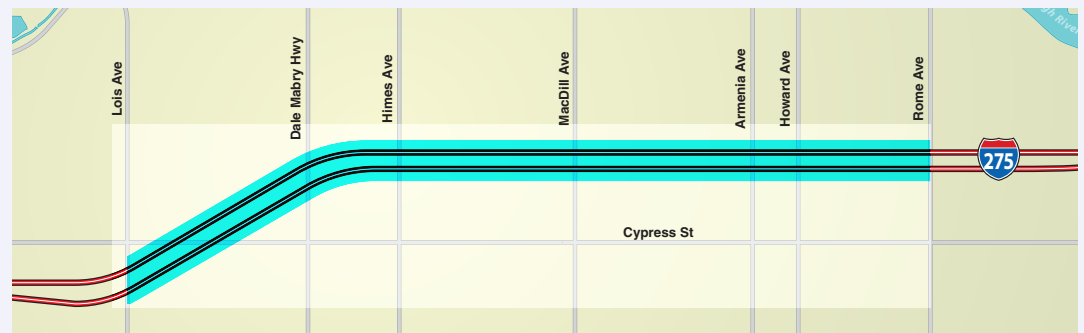 Lois Ave
Dale Mabry Hwy
Himes Ave
MacDill Ave
Armenia Ave
Howard Ave
Rome Ave
275
Cypress St